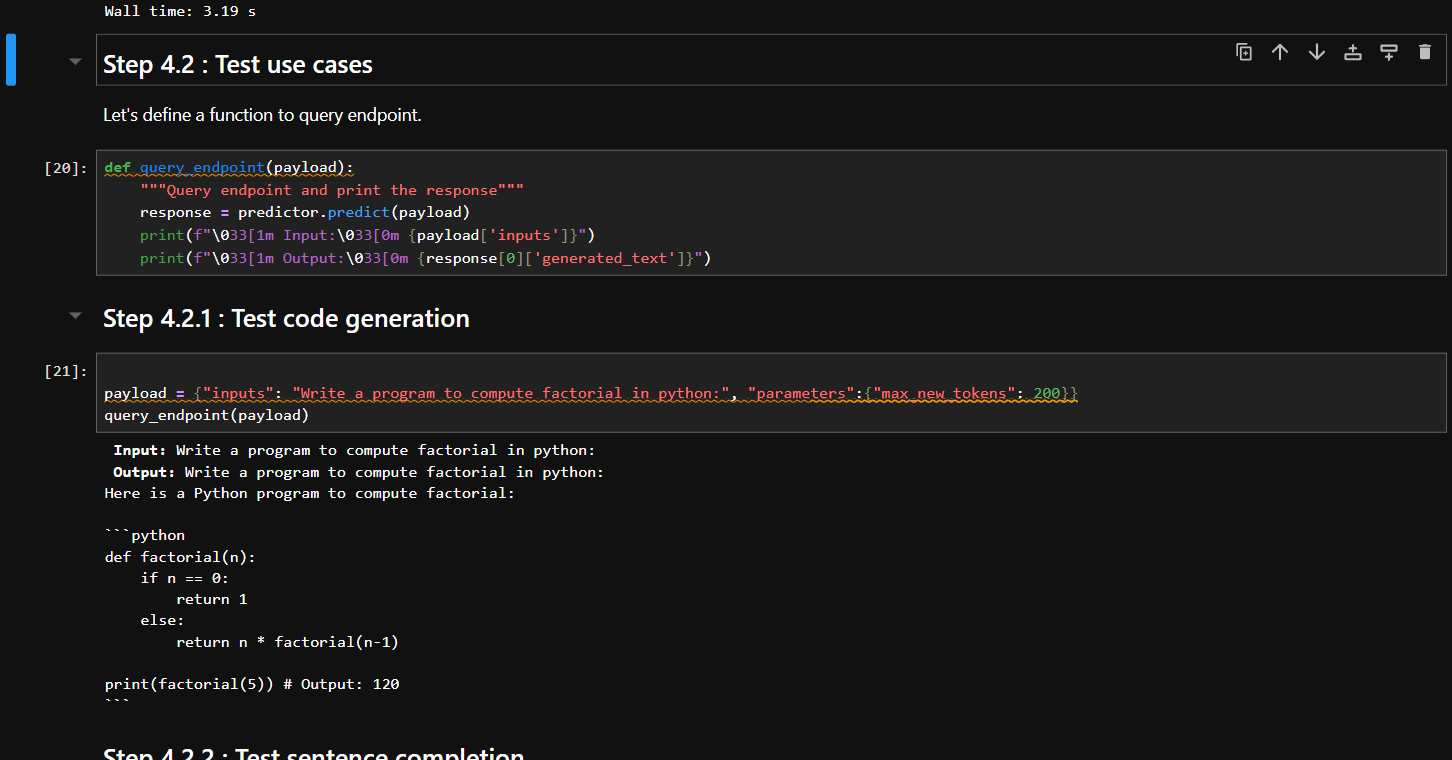 Wall time: 3.19 s
Step 4.2 : Test use cases
Let's define a function to query endpoint.
[20]:
def query_endpoint(payload):
    """Query endpoint and print the response"""
    response = predictor.predict(payload)
    print(f"\033[1m Input:\033[0m {payload['inputs']}")
    print(f"\033[1m Output:\033[0m {response[0]['generated_text']}")
Step 4.2.1 : Test code generation
[21]:
payload = {"inputs": "Write a program to compute factorial in python:", "parameters":{"max_new_tokens": 200}}
query_endpoint(payload)
 Input: Write a program to compute factorial in python:
 Output: Write a program to compute factorial in python:
Here is a Python program to compute factorial:
```python
def factorial(n):
    if n == 0:
        return 1
    else:
        return n * factorial(n-1)
print(factorial(5)) # Output: 120
```
Step 4.2.2 : Test sentence completion